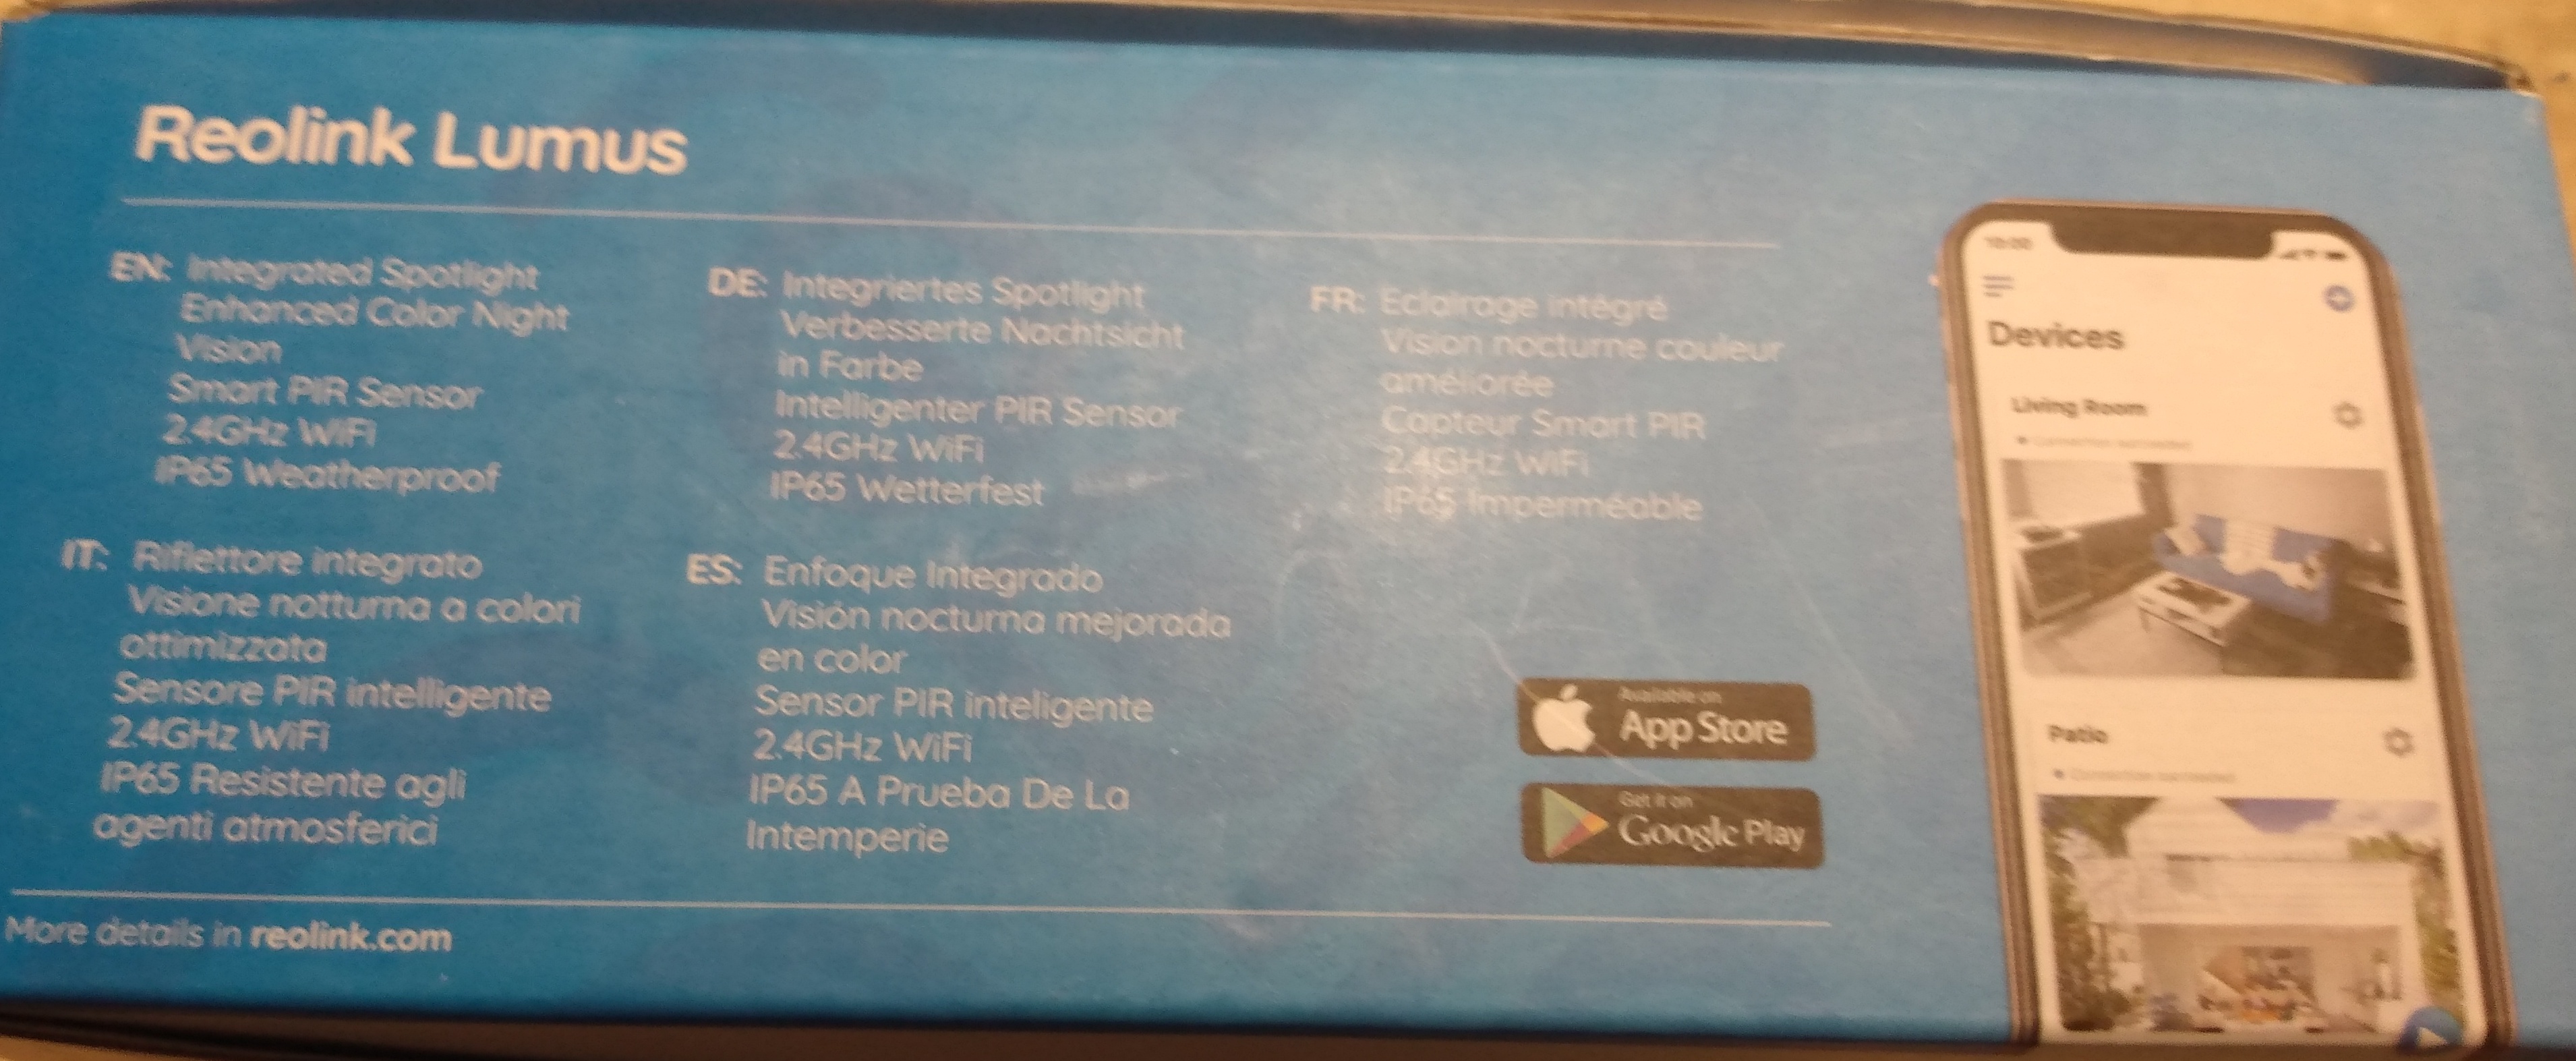 Reolink Lumus
EN: Integrated Spotlight
Enhanced Color Night
Vision
Smart PIR Sensor
2.4GHz WiFi
IP65 Weatherproof
DE: Integriertes Spotlight
Verbesserte Nachtsicht
in Farbe
Intelligenter PIR Sensor
2.4GHz WiFi
IP65 Wetterfest
FR: Eclairage intégré
Vision nocturne couleur
améliorée
Capteur Smart PIR
2.4GHz WiFi
IP65 Imperméable
IT: Riflettore integrato
Visione notturna a colori
ottimizzata
Sensore PIR intelligente
2.4GHz WiFi
IP65 Resistente agli
agenti atmosferici
ES: Enfoque Integrado
Visión nocturna mejorada
en color
Sensor PIR inteligente
2.4GHz WiFi
IP65 A Prueba De La
Intemperie
Available on
App Store
Get it on
Google Play
More details in reolink.com
10:00
Devices
Living Room
Connection succeeded
Patio
Connection succeeded